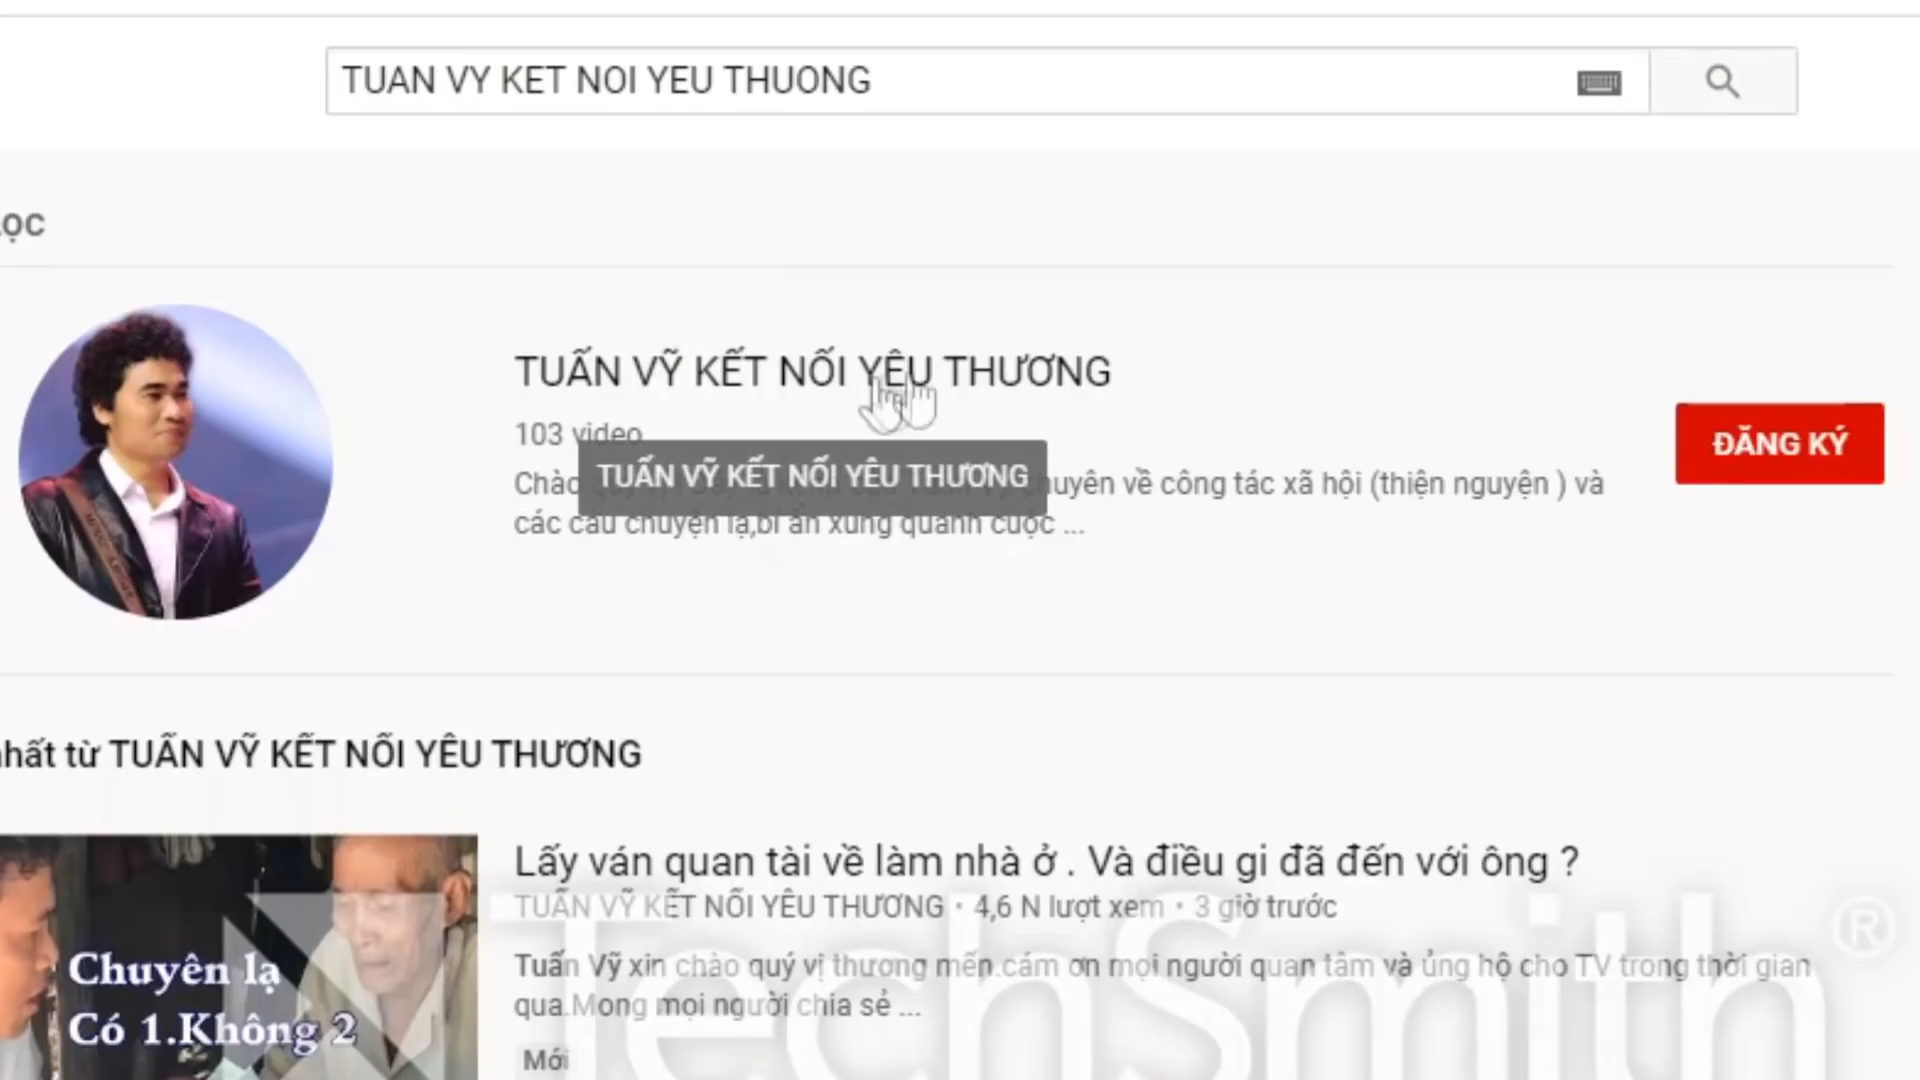 TUAN VY KET NOI YEU THUONG
ỌC
TUẤN VỸ KẾT NỐI YÊU THƯƠNG
103 video
ĐĂNG KÝ
TUẤN VỸ KẾT NỐI YÊU THƯƠNG
Chào chuyên về công tác xã hội (thiện nguyện ) và
các câu chuyện lạ,bí ẩn xung quanh cuộc ...
nhất từ TUẤN VỸ KẾT NỐI YÊU THƯƠNG
Lấy ván quan tài về làm nhà ở . Và điều gi đã đến với ông ?
TUẤN VỸ KẾT NỐI YÊU THƯƠNG • 4,6 N lượt xem • 3 giờ trước
Tuấn Vỹ xin chào quý vị thương mến.cám ơn mọi người quan tâm và ủng hộ cho TV trong thời gian
qua.Mong mọi người chia sẻ ...
Mới
Chuyên lạ
Có 1.Không 2
TechSmith®